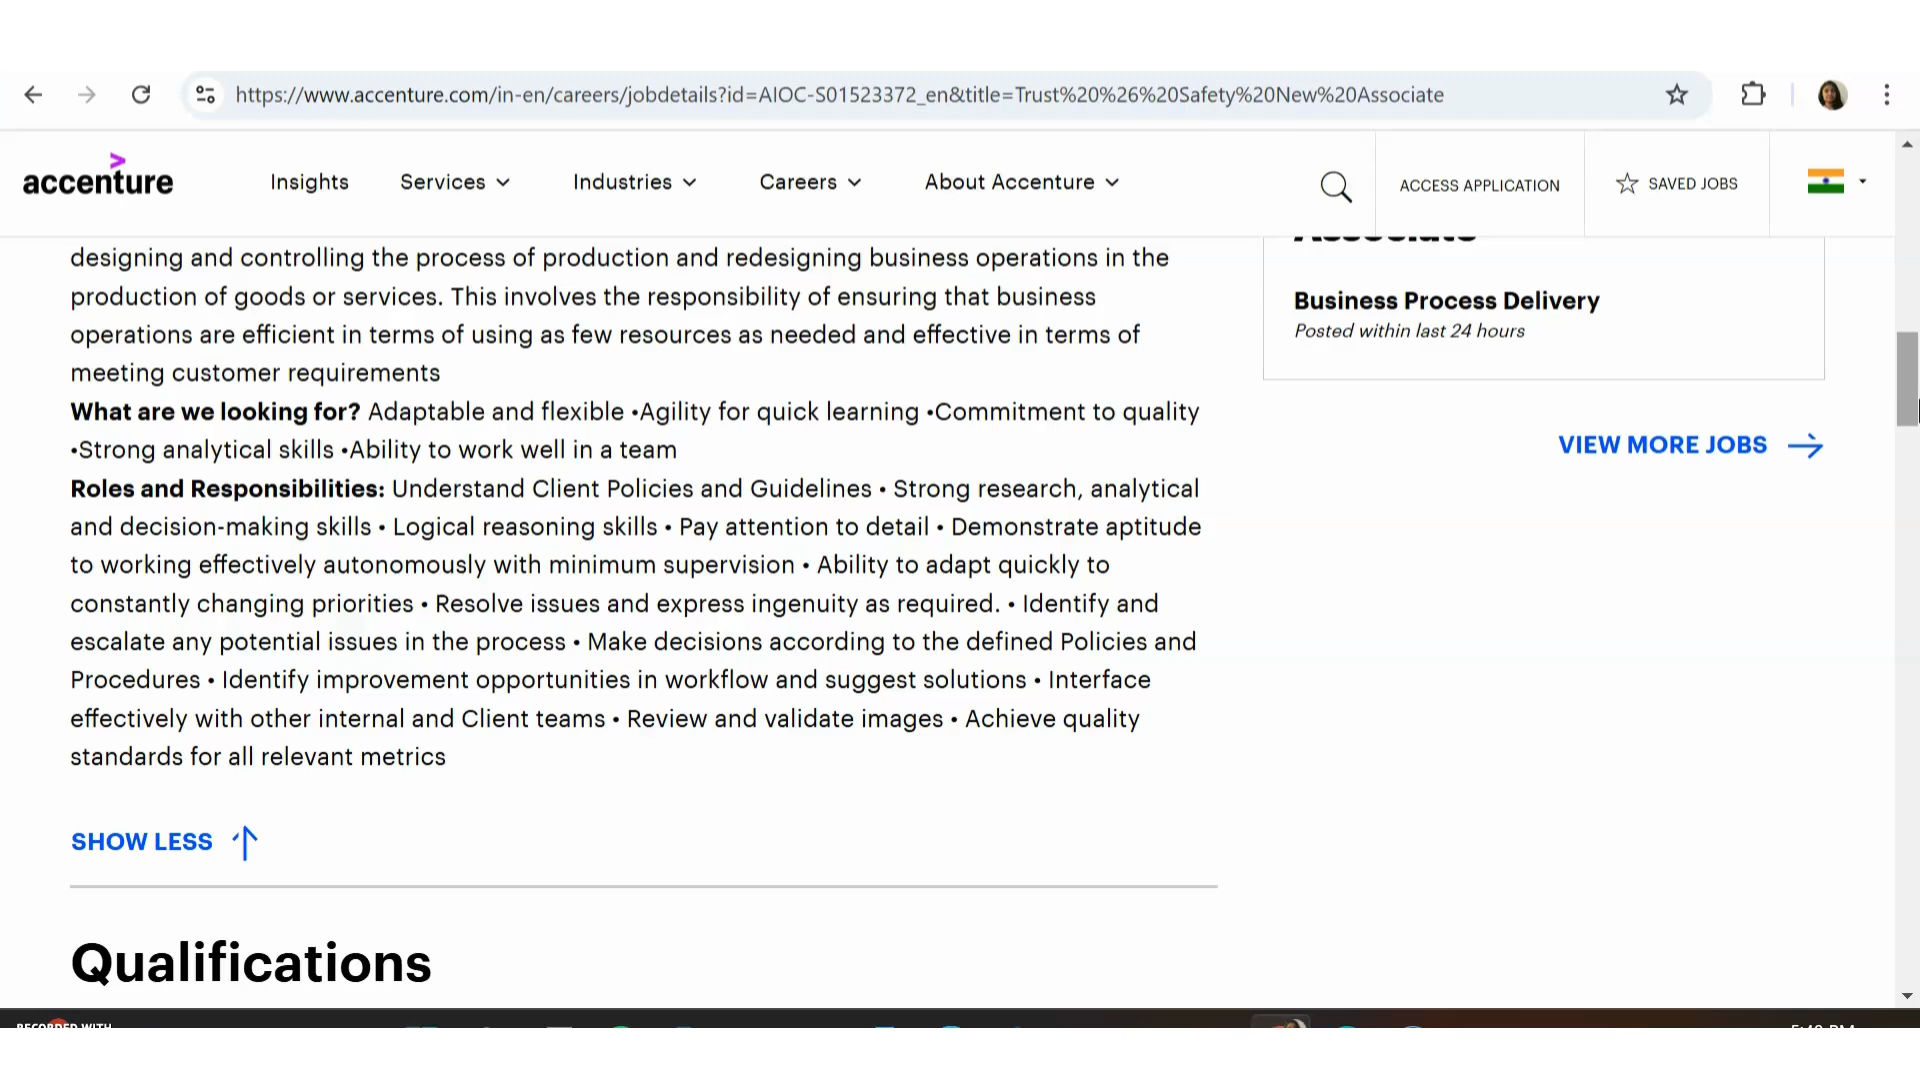 https://www.accenture.com/in-en/careers/jobdetails?id=AIOC-S01523372_en&title=Trust%20%26%20Safety%20New%20Associate
accenture
Insights Services Industries Careers About Accenture ACCESS APPLICATION SAVED JOBS
designing and controlling the process of production and redesigning business operations in the
production of goods or services. This involves the responsibility of ensuring that business
operations are efficient in terms of using as few resources as needed and effective in terms of
meeting customer requirements
What are we looking for? Adaptable and flexible •Agility for quick learning •Commitment to quality
•Strong analytical skills •Ability to work well in a team
Roles and Responsibilities: Understand Client Policies and Guidelines • Strong research, analytical
and decision-making skills • Logical reasoning skills • Pay attention to detail • Demonstrate aptitude
to working effectively autonomously with minimum supervision • Ability to adapt quickly to
constantly changing priorities • Resolve issues and express ingenuity as required. • Identify and
escalate any potential issues in the process • Make decisions according to the defined Policies and
Procedures • Identify improvement opportunities in workflow and suggest solutions • Interface
effectively with other internal and Client teams • Review and validate images • Achieve quality
standards for all relevant metrics
SHOW LESS
Qualifications
Associate
Business Process Delivery
Posted within last 24 hours
VIEW MORE JOBS
RECORDED WITH